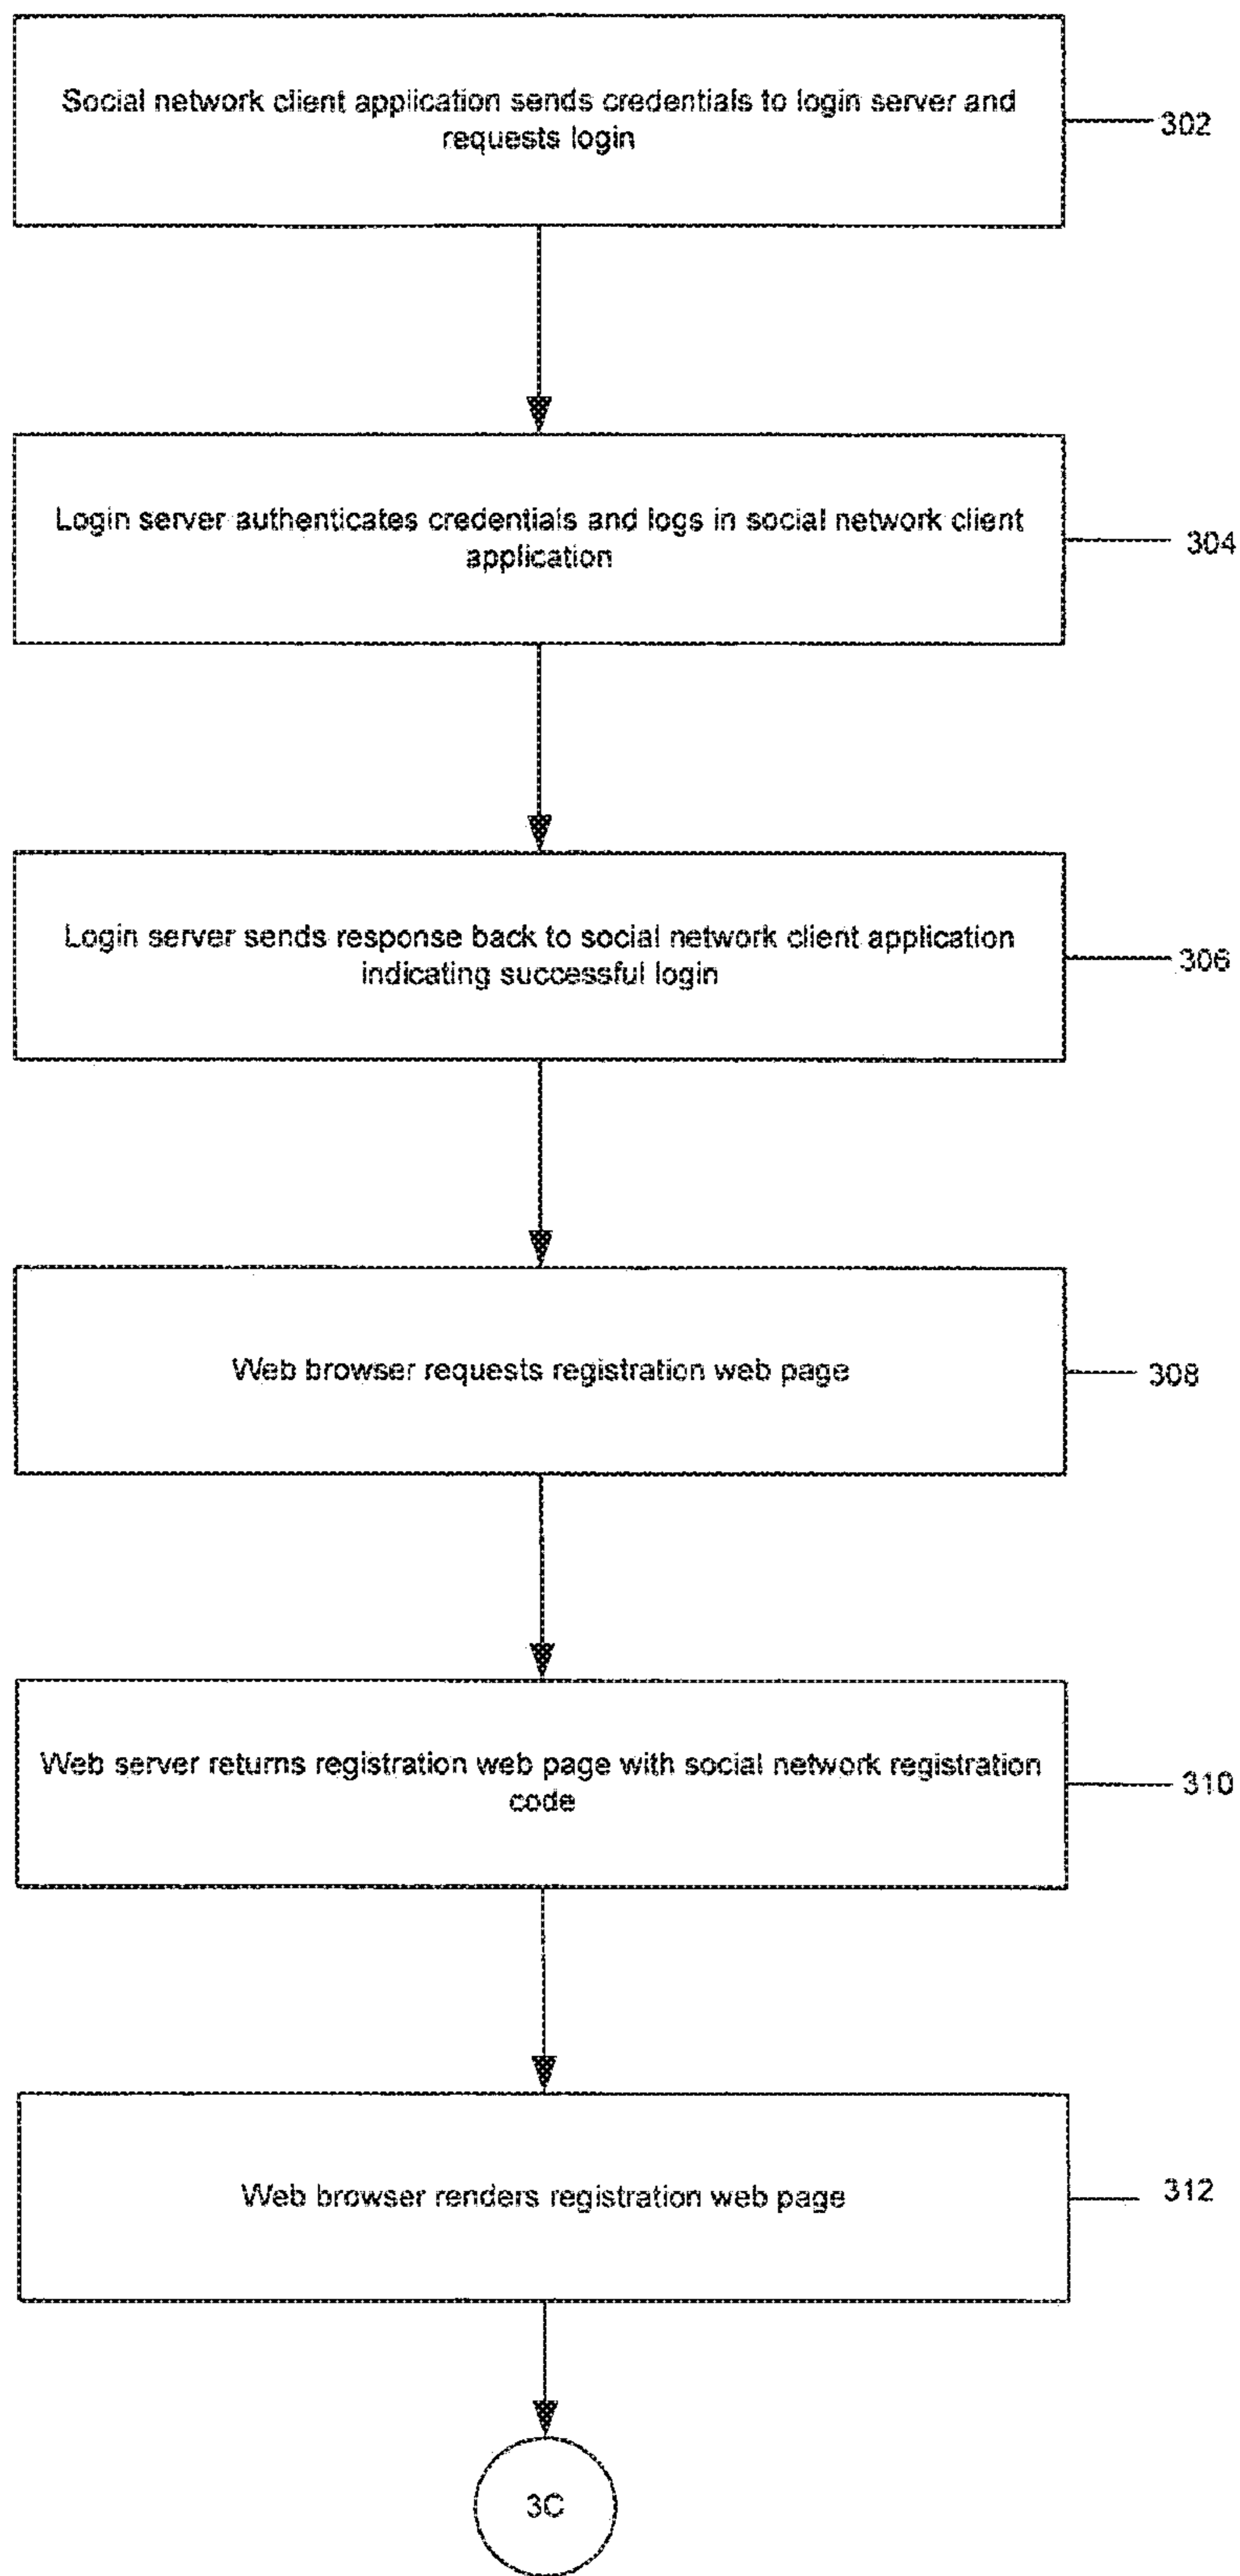 Social network client application sends credentials to login server and
requests login
302
Login server authenticates credentials and logs in social network client
application
304
Login server sends response back to social network client application
indicating successful login
306
Web browser requests registration web page
308
Web server returns registration web page with social network registration
code
310
Web browser renders registration web page
312
3C